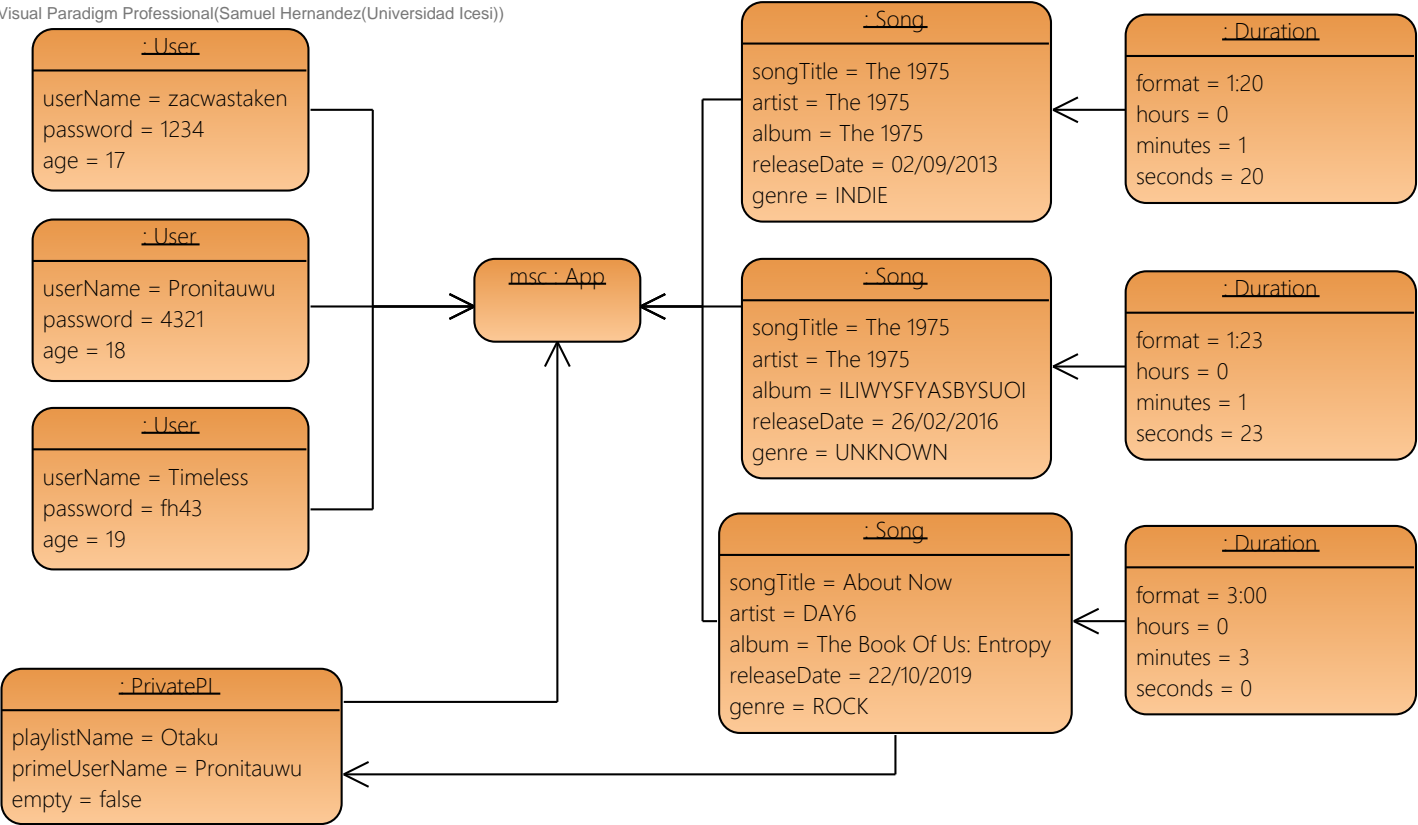 Visual Paradigm Professional(Samuel Hernandez(Universidad Icesi))
: User
userName = zacwastaken
password = 1234
age = 17
: User
userName = Pronitauwu
password = 4321
age = 18
: User
userName = Timeless
password = fh43
age = 19
: PrivatePl
playlistName = Otaku
primeUserName = Pronitauwu
empty = false
msc : App
: Song
songTitle = The 1975
artist = The 1975
album = The 1975
releaseDate = 02/09/2013
genre = INDIE
: Song
songTitle = The 1975
artist = The 1975
album = ILIWYSFYASBYSUOI
releaseDate = 26/02/2016
genre = UNKNOWN
: Song
songTitle = About Now
artist = DAY6
album = The Book Of Us: Entropy
releaseDate = 22/10/2019
genre = ROCK
: Duration
format = 1:20
hours = 0
minutes = 1
seconds = 20
: Duration
format = 1:23
hours = 0
minutes = 1
seconds = 23
: Duration
format = 3:00
hours = 0
minutes = 3
seconds = 0